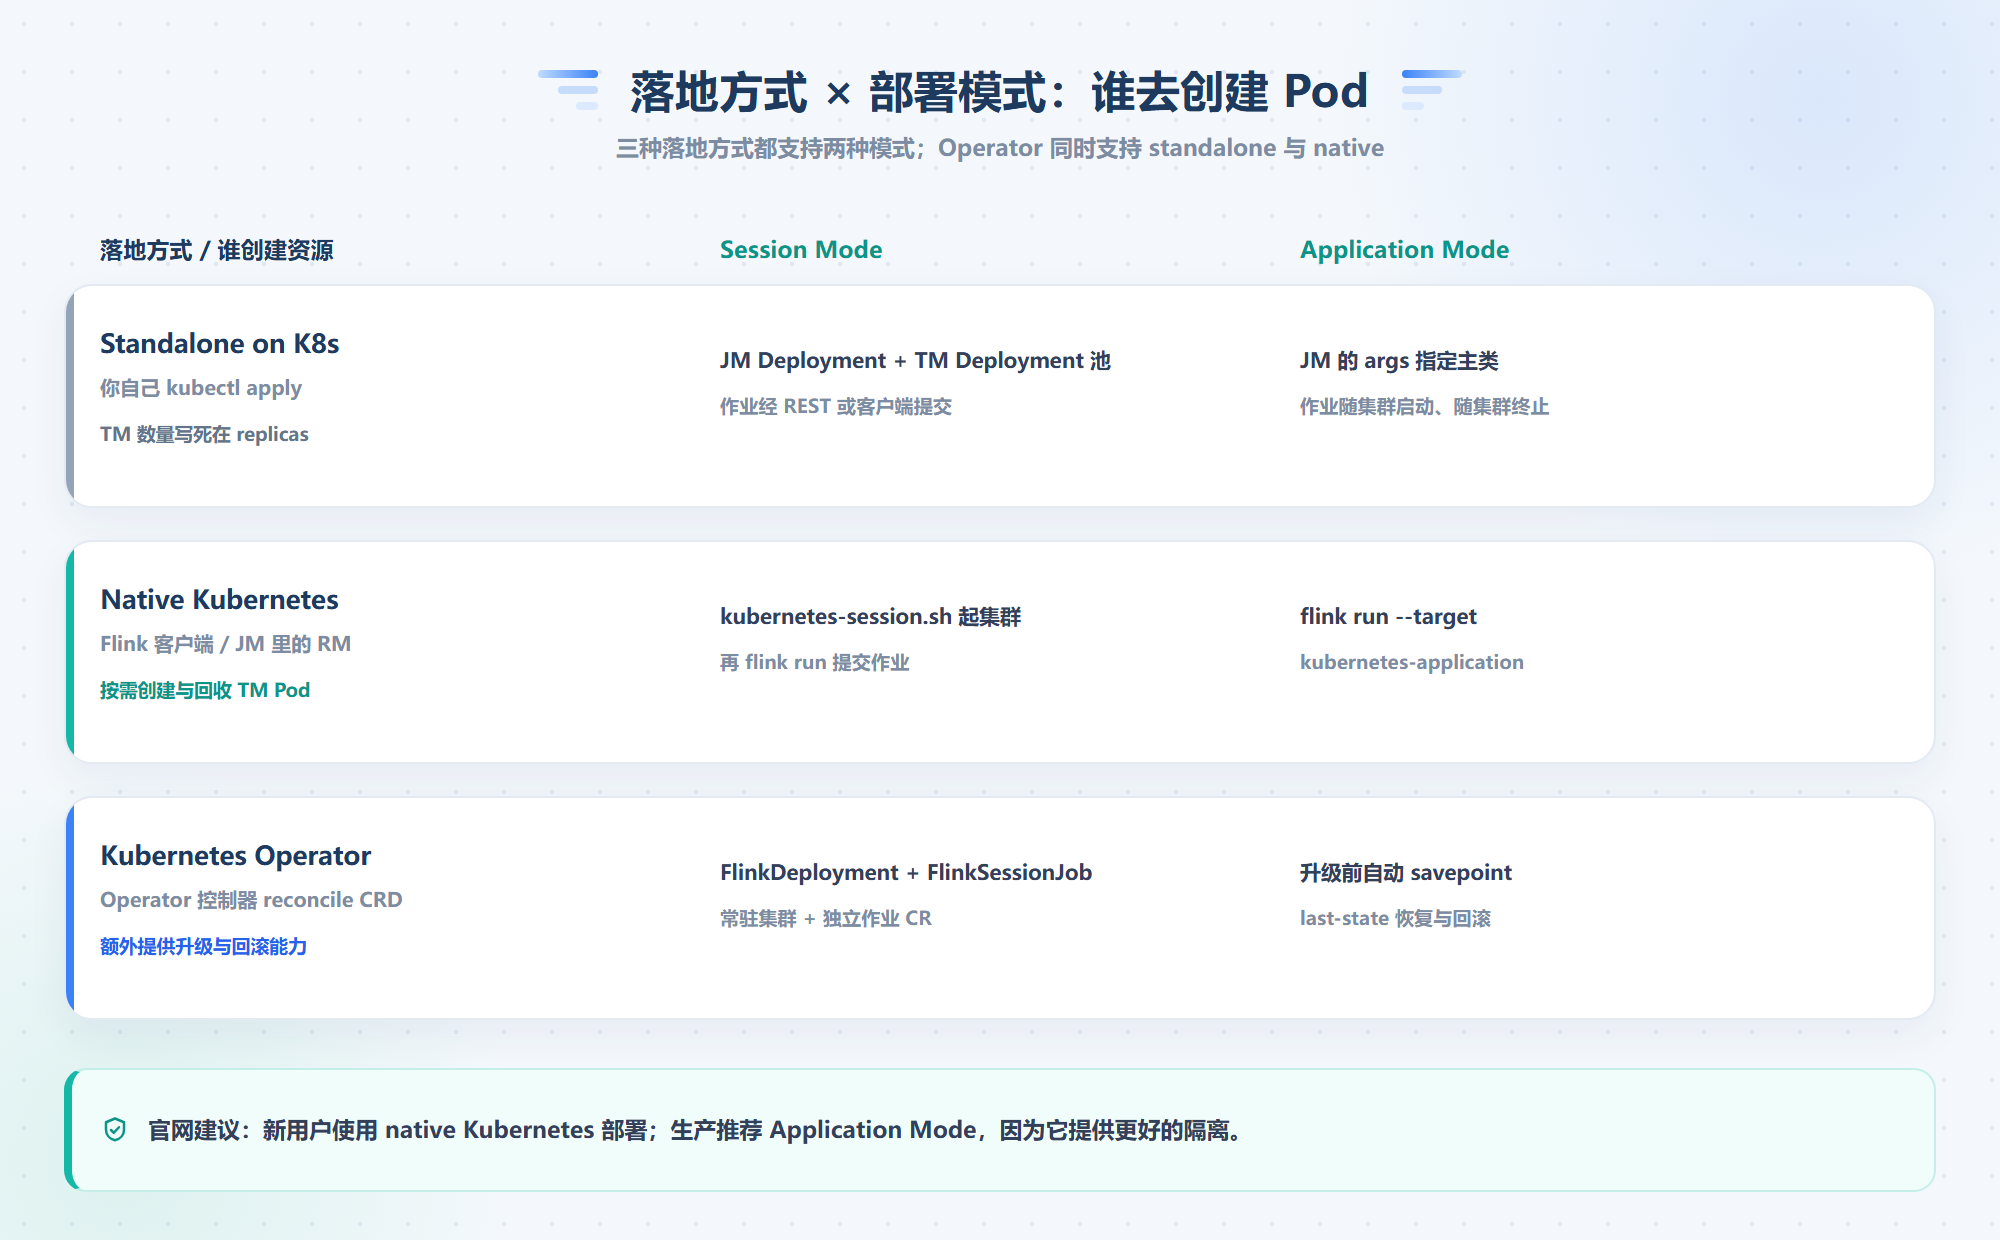 落地方式 × 部署模式：谁去创建 Pod
三种落地方式都支持两种模式；Operator 同时支持 standalone 与 native
落地方式 / 谁创建资源
Session Mode
Application Mode
Standalone on K8s
你自己 kubectl apply
TM 数量写死在 replicas
JM Deployment + TM Deployment 池
作业经 REST 或客户端提交
JM 的 args 指定主类
作业随集群启动、随集群终止
Native Kubernetes
Flink 客户端 / JM 里的 RM
按需创建与回收 TM Pod
kubernetes-session.sh 起集群
再 flink run 提交作业
flink run --target
kubernetes-application
Kubernetes Operator
Operator 控制器 reconcile CRD
额外提供升级与回滚能力
FlinkDeployment + FlinkSessionJob
常驻集群 + 独立作业 CR
升级前自动 savepoint
last-state 恢复与回滚
官网建议：新用户使用 native Kubernetes 部署；生产推荐 Application Mode，因为它提供更好的隔离。